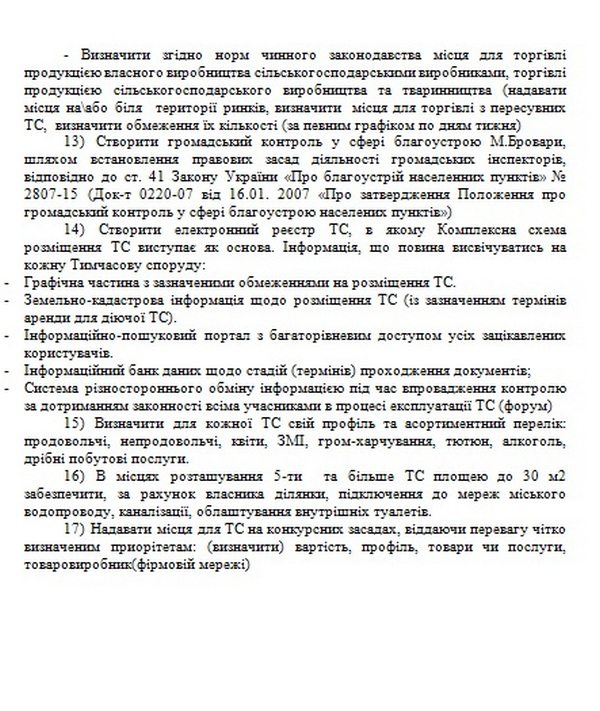 - Визначити згідно норм чинного законодавства місця для торгівлі
продукцією власного виробництва сільськогосподарськими виробниками, торгівлі
продукцією сільськогосподарського виробництва та тваринництва (надавати
місця на\або біля території ринків, визначити місця для торгівлі з пересувних
ТС, визначити обмеження їх кількості (за певним графіком по дням тижня)
13) Створити громадський контроль у сфері благоустрою М.Бровари,
шляхом встановлення правових засад діяльності громадських інспекторів,
відповідно до ст. 41 Закону України «Про благоустрій населенних пунктів» №
2807-15 (Док-т 0220-07 від 16.01. 2007 «Про затвердження Положення про
громадський контроль у сфері благоустрою населених пунктів»)
14) Створити електронний реєстр ТС, в якому Комплексна схема
розміщення ТС виступає як основа. Інформація, що повина висвічуватись на
кожну Тимчасову споруду:
- Графічна частина з зазначеними обмеженнями на розміщення ТС.
- Земельно-кадастрова інформація щодо розміщення ТС (із зазначенням термінів
аренди для діючої ТС).
- Інформаційно-пошуковий портал з багаторівневим доступом усіх зацікавлених
користувачів.
- Інформаційний банк даних щодо стадій (термінів) проходження документів;
- Система різностороннього обміну інформацією під час впровадження контролю
за дотриманням законності всіма учасниками в процесі експлуатації ТС (форум)
15) Визначити для кожної ТС свій профіль та асортиментний перелік:
продовольчі, непродовольчі, квіти, ЗМІ, гром-харчування, тютюн, алкоголь,
дрібні побутові послуги.
16) В місцях розташування 5-ти та більше ТС площею до 30 м2
забезпечити, за рахунок власника ділянки, підключення до мереж міського
водопроводу, каналізації, облаштування внутрішніх туалетів.
17) Надавати місця для ТС на конкурсних засадах, віддаючи перевагу чітко
визначеним приорітетам: (визначити) вартість, профіль, товари чи послуги,
товаровиробник(фірмовій мережі)